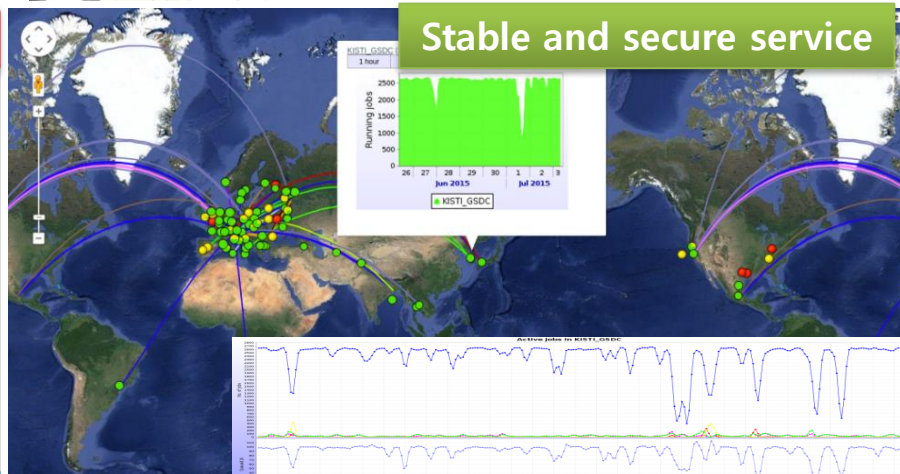 Stable and secure service
KISTI_GSDC
1 hour
Running jobs
2500
2000
1500
1000
500
0
26 27 28 29 30 1 2 3
Jun 2015 Jul 2015
KISTI_GSDC
Active jobs in KISTI_GSDC